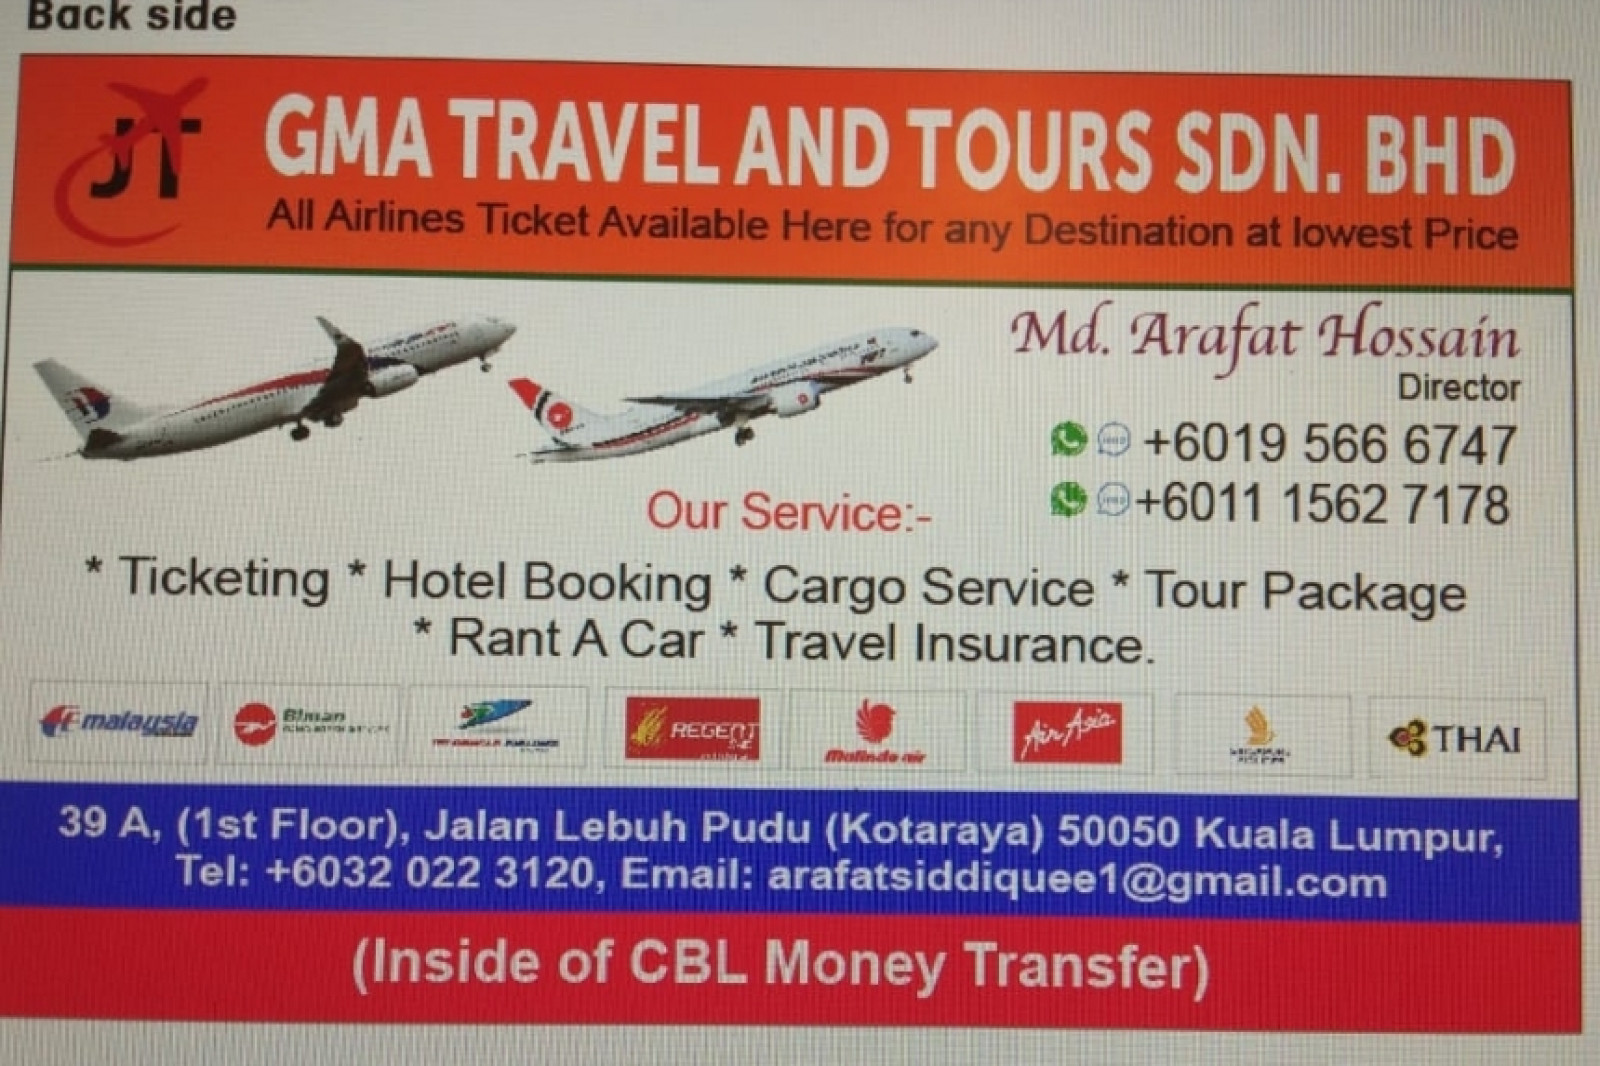 Back side
JT
GMA TRAVEL AND TOURS SDN. BHD
All Airlines Ticket Available Here for any Destination at lowest Price
Md. Arafat Hossain
Director
+6019 566 6747
+6011 1562 7178
Our Service:-
* Ticketing * Hotel Booking * Cargo Service * Tour Package
* Rant A Car * Travel Insurance.
malaysia
Biman
REGENT
Malindo air
Air Asia
THAI
39 A, (1st Floor), Jalan Lebuh Pudu (Kotaraya) 50050 Kuala Lumpur,
Tel: +6032 022 3120, Email: arafatsiddiquee1@gmail.com
(Inside of CBL Money Transfer)